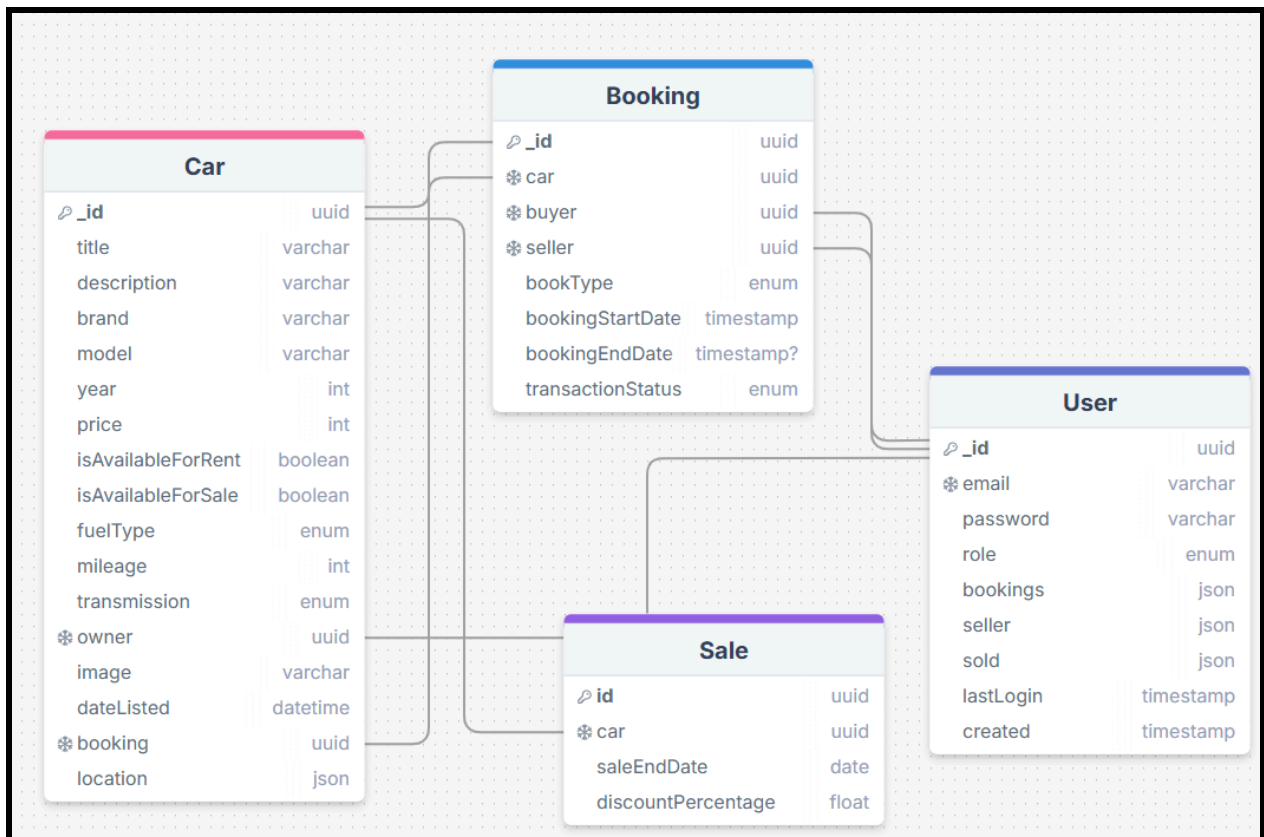 Car
_id uuid
title varchar
description varchar
brand varchar
model varchar
year int
price int
isAvailableForRent boolean
isAvailableForSale boolean
fuelType enum
mileage int
transmission enum
owner uuid
image varchar
dateListed datetime
booking uuid
location json
Booking
_id uuid
car uuid
buyer uuid
seller uuid
bookType enum
bookingStartDate timestamp
bookingEndDate timestamp?
transactionStatus enum
Sale
id uuid
car uuid
saleEndDate date
discountPercentage float
User
_id uuid
email varchar
password varchar
role enum
bookings json
seller json
sold json
lastLogin timestamp
created timestamp